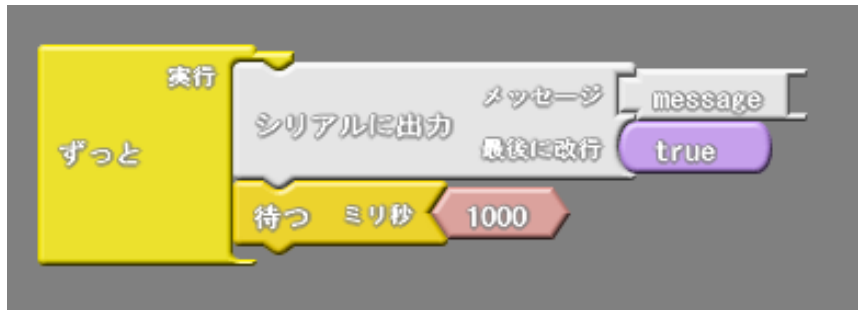 実行
ずっと
シリアルに出力
メッセージ message
最後に改行 true
待つ ミリ秒 1000